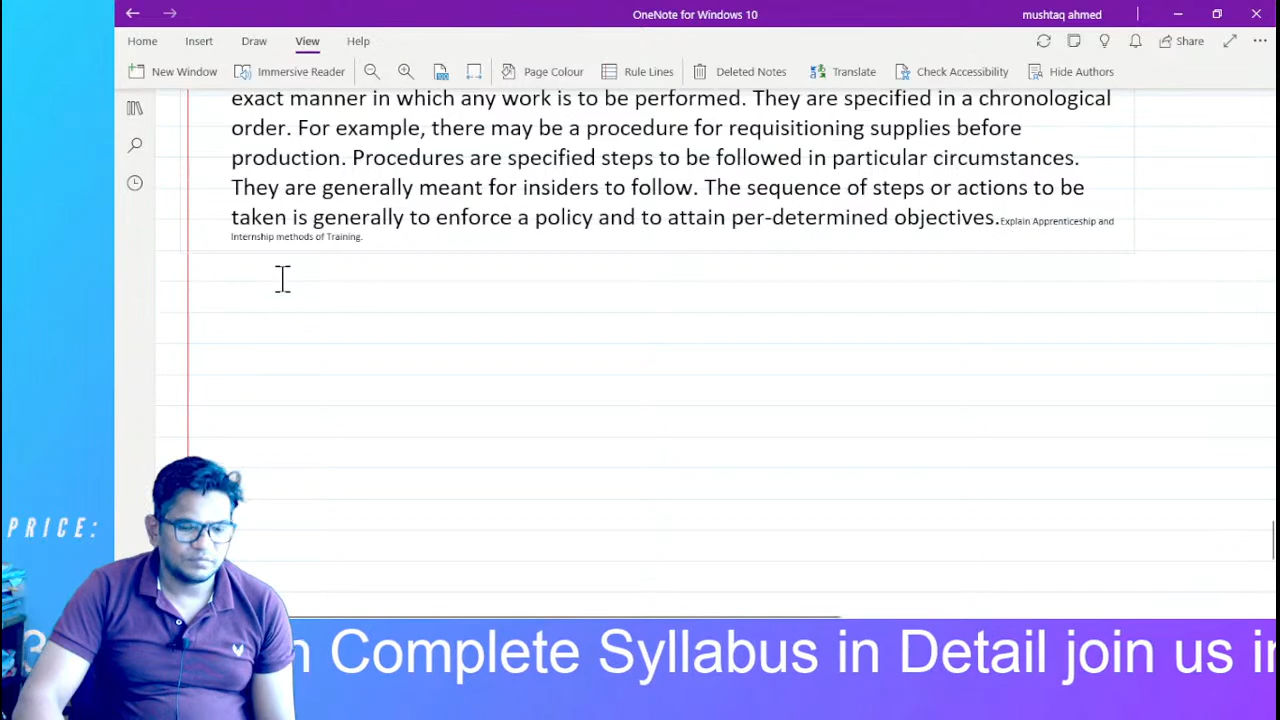 OneNote for Windows 10
mushtaq ahmed
Home Insert Draw View Help
Share
New Window Immersive Reader Page Colour Rule Lines Deleted Notes Translate Check Accessibility Hide Authors
exact manner in which any work is to be performed. They are specified in a chronological
order. For example, there may be a procedure for requisitioning supplies before
production. Procedures are specified steps to be followed in particular circumstances.
They are generally meant for insiders to follow. The sequence of steps or actions to be
taken is generally to enforce a policy and to attain per-determined objectives.Explain Apprenticeship and
Internship methods of Training.
PRICE:
Complete Syllabus in Detail join us in